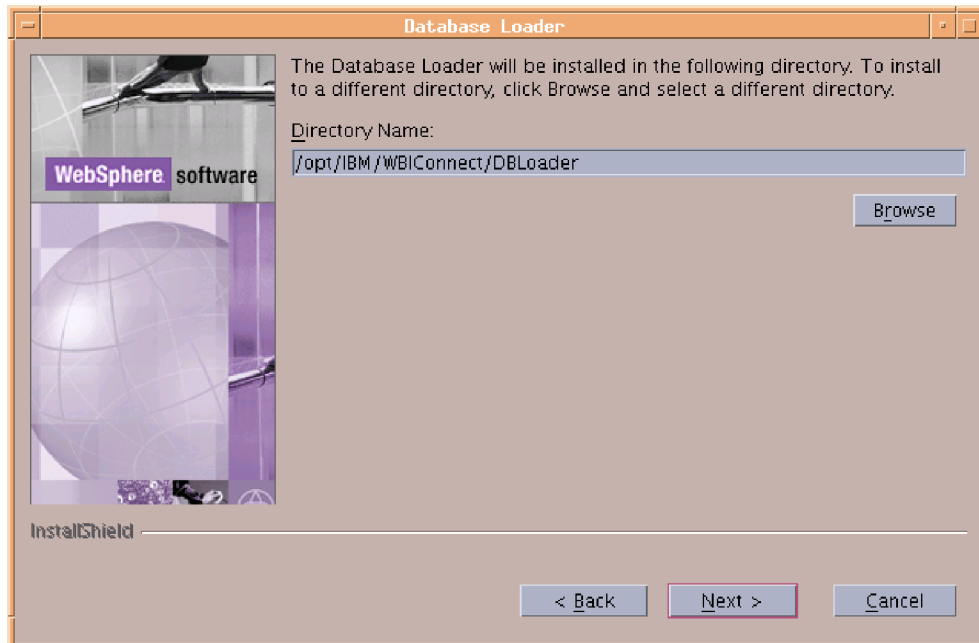 Database Loader
The Database Loader will be installed in the following directory. To install
to a different directory, click Browse and select a different directory.
Directory Name:
/opt/IBM/WBIConnect/DBLoader
WebSphere software
Browse
InstallShield
< Back
Next >
Cancel